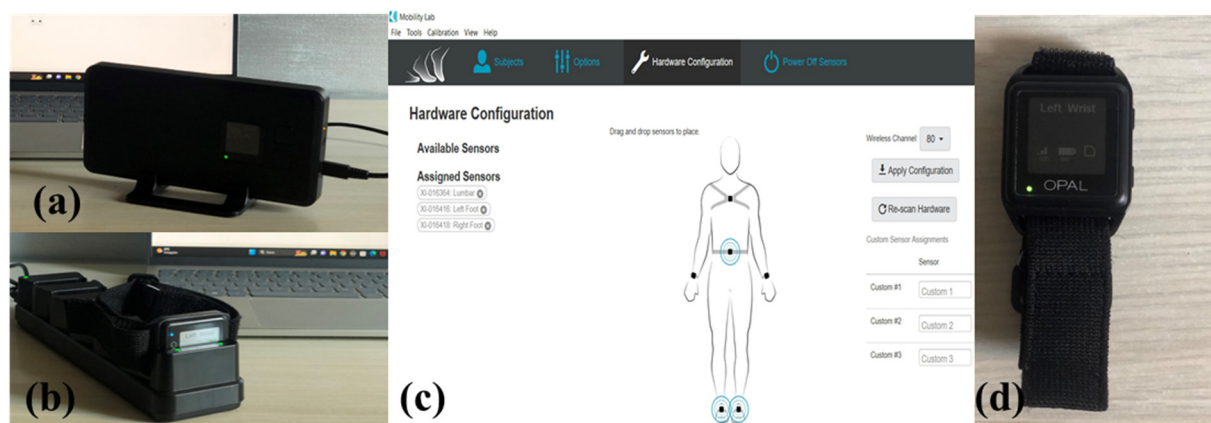 (a)
(b)
Left Wrist
Mobility Lab
File Tools Calibration View Help
Subjects
Options
Hardware Configuration
Power Off Sensors
Hardware Configuration
Available Sensors
Assigned Sensors
XI-016364: Lumbar
XI-016416: Left Foot
XI-016418: Right Foot
Drag and drop sensors to place.
Wireless Channel: 80
Apply Configuration
Re-scan Hardware
Custom Sensor Assignments
Sensor
Custom #1 Custom 1
Custom #2 Custom 2
Custom #3 Custom 3
(c)
Left Wrist
OPAL
(d)